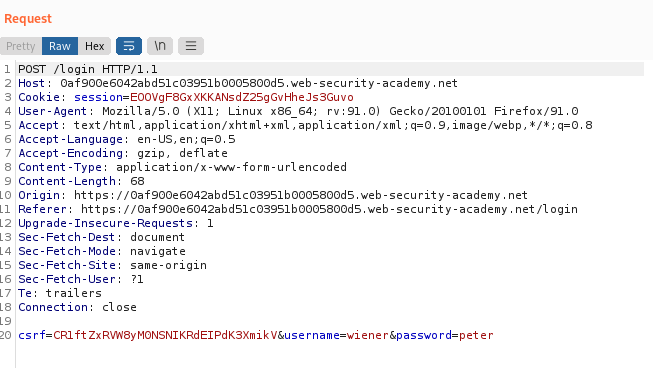 Request
Pretty Raw Hex \n
1 POST /login HTTP/1.1
2 Host: 0af900e6042abd51c03951b0005800d5.web-security-academy.net
3 Cookie: session=EOOVgF8GxXKKANsdZ25gGvHheJs3Guvo
4 User-Agent: Mozilla/5.0 (X11; Linux x86_64; rv:91.0) Gecko/20100101 Firefox/91.0
5 Accept: text/html,application/xhtml+xml,application/xml;q=0.9,image/webp,*/*;q=0.8
6 Accept-Language: en-US,en;q=0.5
7 Accept-Encoding: gzip, deflate
8 Content-Type: application/x-www-form-urlencoded
9 Content-Length: 68
10 Origin: https://0af900e6042abd51c03951b0005800d5.web-security-academy.net
11 Referer: https://0af900e6042abd51c03951b0005800d5.web-security-academy.net/login
12 Upgrade-Insecure-Requests: 1
13 Sec-Fetch-Dest: document
14 Sec-Fetch-Mode: navigate
15 Sec-Fetch-Site: same-origin
16 Sec-Fetch-User: ?1
17 Te: trailers
18 Connection: close
19
20 csrf=CR1ftZxRVW8yM0NSNIKRdEIPdK3XmikV&username=wiener&password=peter